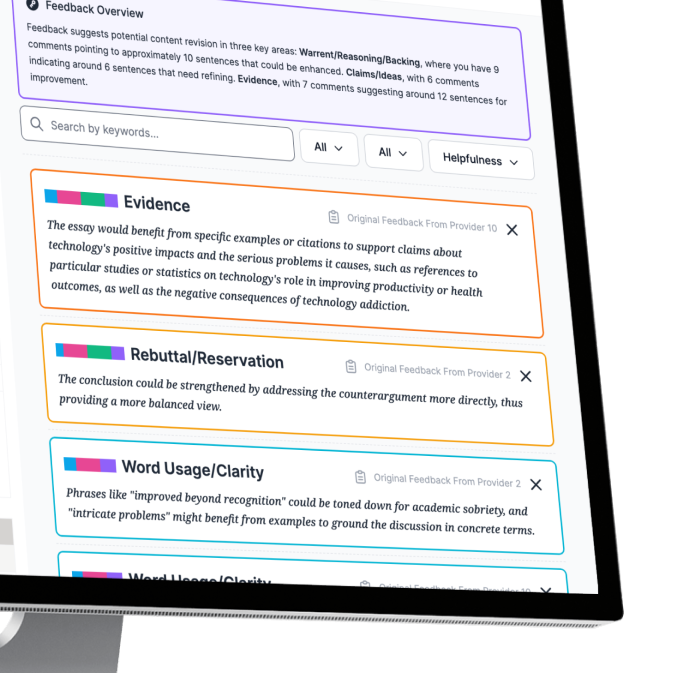 Feedback Overview
Feedback suggests potential content revision in three key areas: Warrent/Reasoning/Backing, where you have 9
comments pointing to approximately 10 sentences that could be enhanced. Claims/Ideas, with 6 comments
indicating around 6 sentences that need refining. Evidence, with 7 comments suggesting around 12 sentences for
improvement.
Search by keywords...
All
All
Helpfulness
Evidence
Original Feedback From Provider 10
The essay would benefit from specific examples or citations to support claims about
technology's positive impacts and the serious problems it causes, such as references to
particular studies or statistics on technology's role in improving productivity or health
outcomes, as well as the negative consequences of technology addiction.
Rebuttal/Reservation
Original Feedback From Provider 2
The conclusion could be strengthened by addressing the counterargument more directly, thus
providing a more balanced view.
Word Usage/Clarity
Original Feedback From Provider 2
Phrases like "improved beyond recognition" could be toned down for academic sobriety, and
"intricate problems" might benefit from examples to ground the discussion in concrete terms.
Word Usage/Clarity
Original Feedback From Provider 10